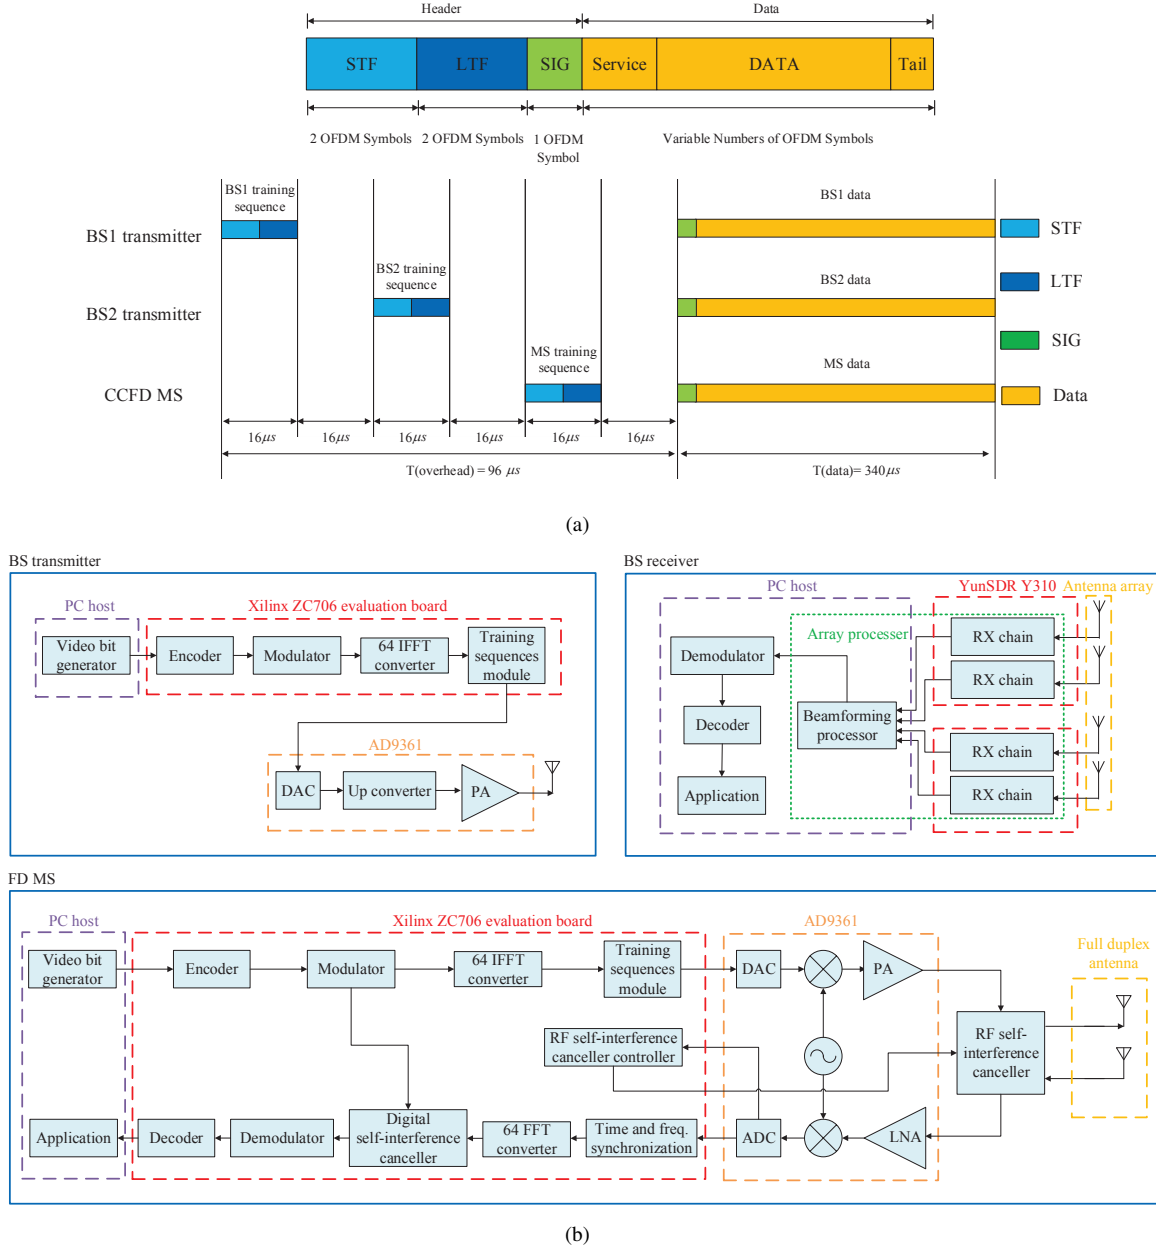 Header
Data
STF
LTF
SIG
Service
DATA
Tail
2 OFDM Symbols
2 OFDM Symbols
1 OFDM
Symbol
Variable Numbers of OFDM Symbols
BS1 training
sequence
BS1 data
BS1 transmitter
STF
BS2 training
sequence
BS2 data
LTF
BS2 transmitter
SIG
MS training
sequence
MS data
CCFD MS
Data
16μs
16μs
16μs
16μs
16μs
16μs
T(overhead) = 96 μs
T(data)= 340μs
(a)
BS transmitter
PC host
Xilinx ZC706 evaluation board
Video bit
generator
Encoder
Modulator
64 IFFT
converter
Training
sequences
module
AD9361
DAC
Up converter
PA
BS receiver
PC host
YunSDR Y310
Antenna array
Array processer
RX chain
RX chain
RX chain
RX chain
Demodulator
Beamforming
processor
Decoder
Application
FD MS
PC host
Xilinx ZC706 evaluation board
AD9361
Full duplex
antenna
Video bit
generator
Encoder
Modulator
64 IFFT
converter
Training
sequences
module
DAC
PA
RF self-interference
canceller controller
RF self-
interference
canceller
Application
Decoder
Demodulator
Digital
self-interference
canceller
64 FFT
converter
Time and freq.
synchronization
ADC
LNA
(b)